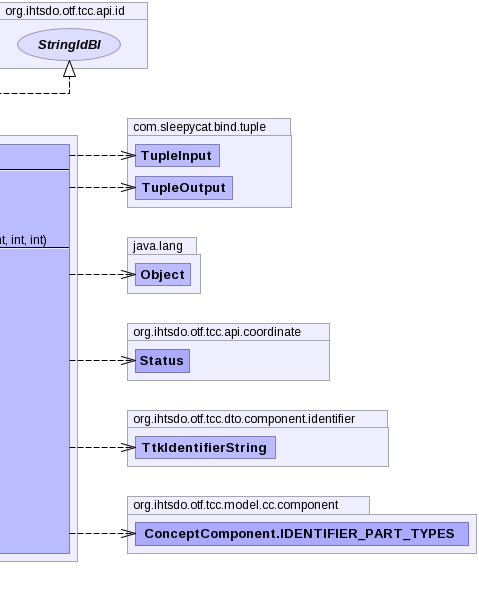 org.ihtsdo.otf.tcc.api.id
StringIdBI
com.sleepycat.bind.tuple
TupleInput
TupleOutput
t, int, int)
java.lang
Object
org.ihtsdo.otf.tcc.api.coordinate
Status
org.ihtsdo.otf.tcc.dto.component.identifier
TtkIdentifierString
org.ihtsdo.otf.tcc.model.cc.component
ConceptComponent.IDENTIFIER_PART_TYPES